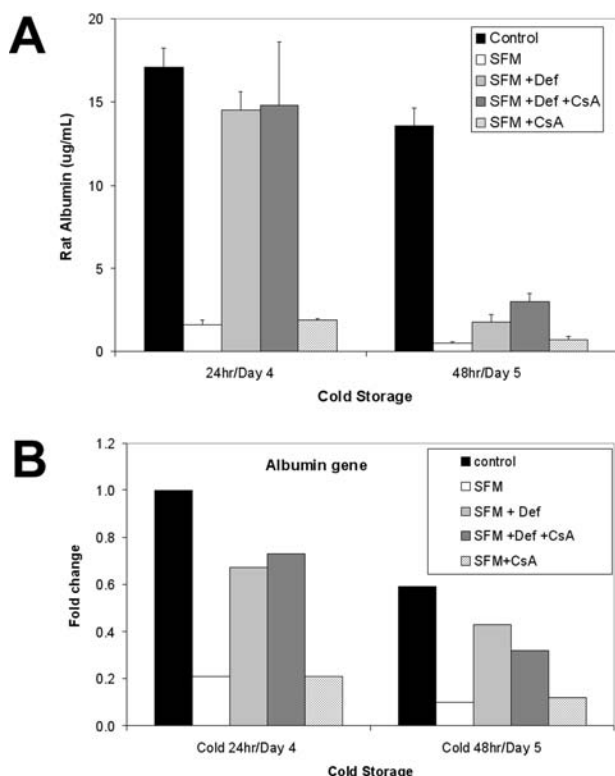 A
20
15
10
5
0
Rat Albumin (ug/mL)
Control
SFM
SFM +Def
SFM +Def +CsA
SFM +CsA
24hr/Day 4
48hr/Day 5
Cold Storage
B
Albumin gene
1.2
1.0
0.8
0.6
0.4
0.2
0.0
Fold change
control
SFM
SFM + Def
SFM +Def +CsA
SFM+CsA
Cold 24hr/Day 4
Cold 48hr/Day 5
Cold Storage